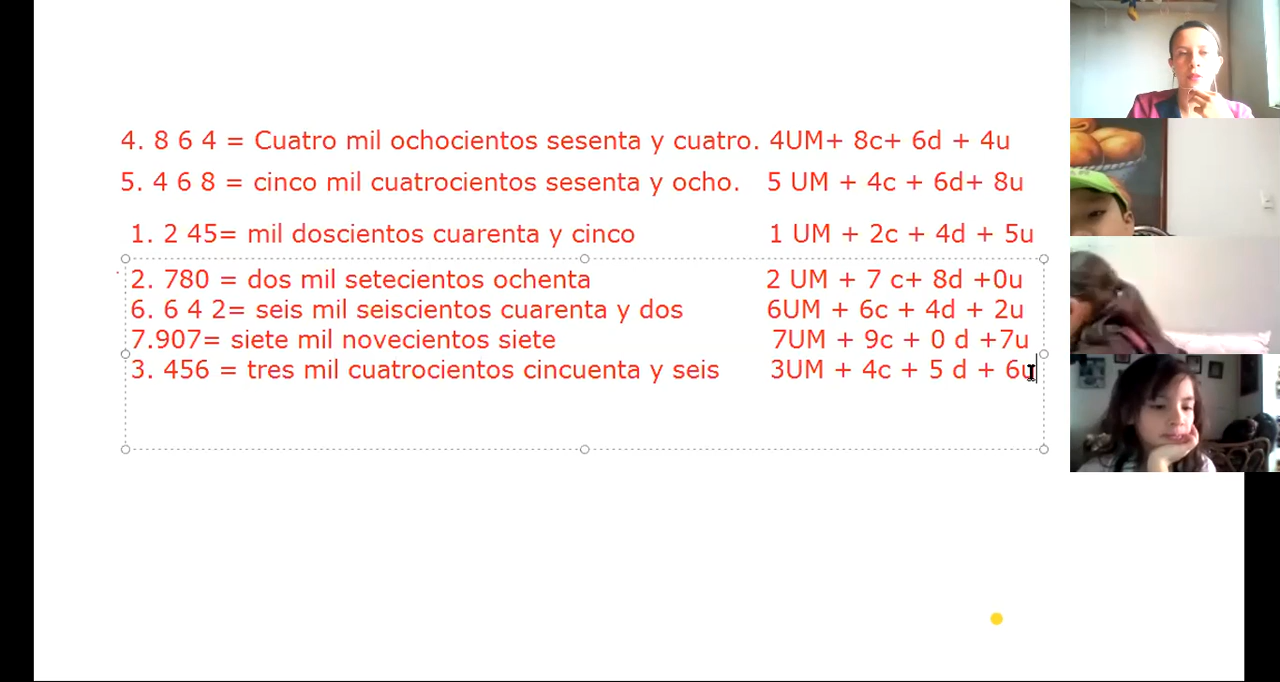 4. 8 6 4 = Cuatro mil ochocientos sesenta y cuatro. 4UM+ 8c+ 6d + 4u
5. 4 6 8 = cinco mil cuatrocientos sesenta y ocho. 5 UM + 4c + 6d+ 8u
1. 2 45= mil doscientos cuarenta y cinco 1 UM + 2c + 4d + 5u
2. 780 = dos mil setecientos ochenta 2 UM + 7 c+ 8d +0u
6. 6 4 2= seis mil seiscientos cuarenta y dos 6UM + 6c + 4d + 2u
7.907= siete mil novecientos siete 7UM + 9c + 0 d +7u
3. 456 = tres mil cuatrocientos cincuenta y seis 3UM + 4c + 5 d + 6u